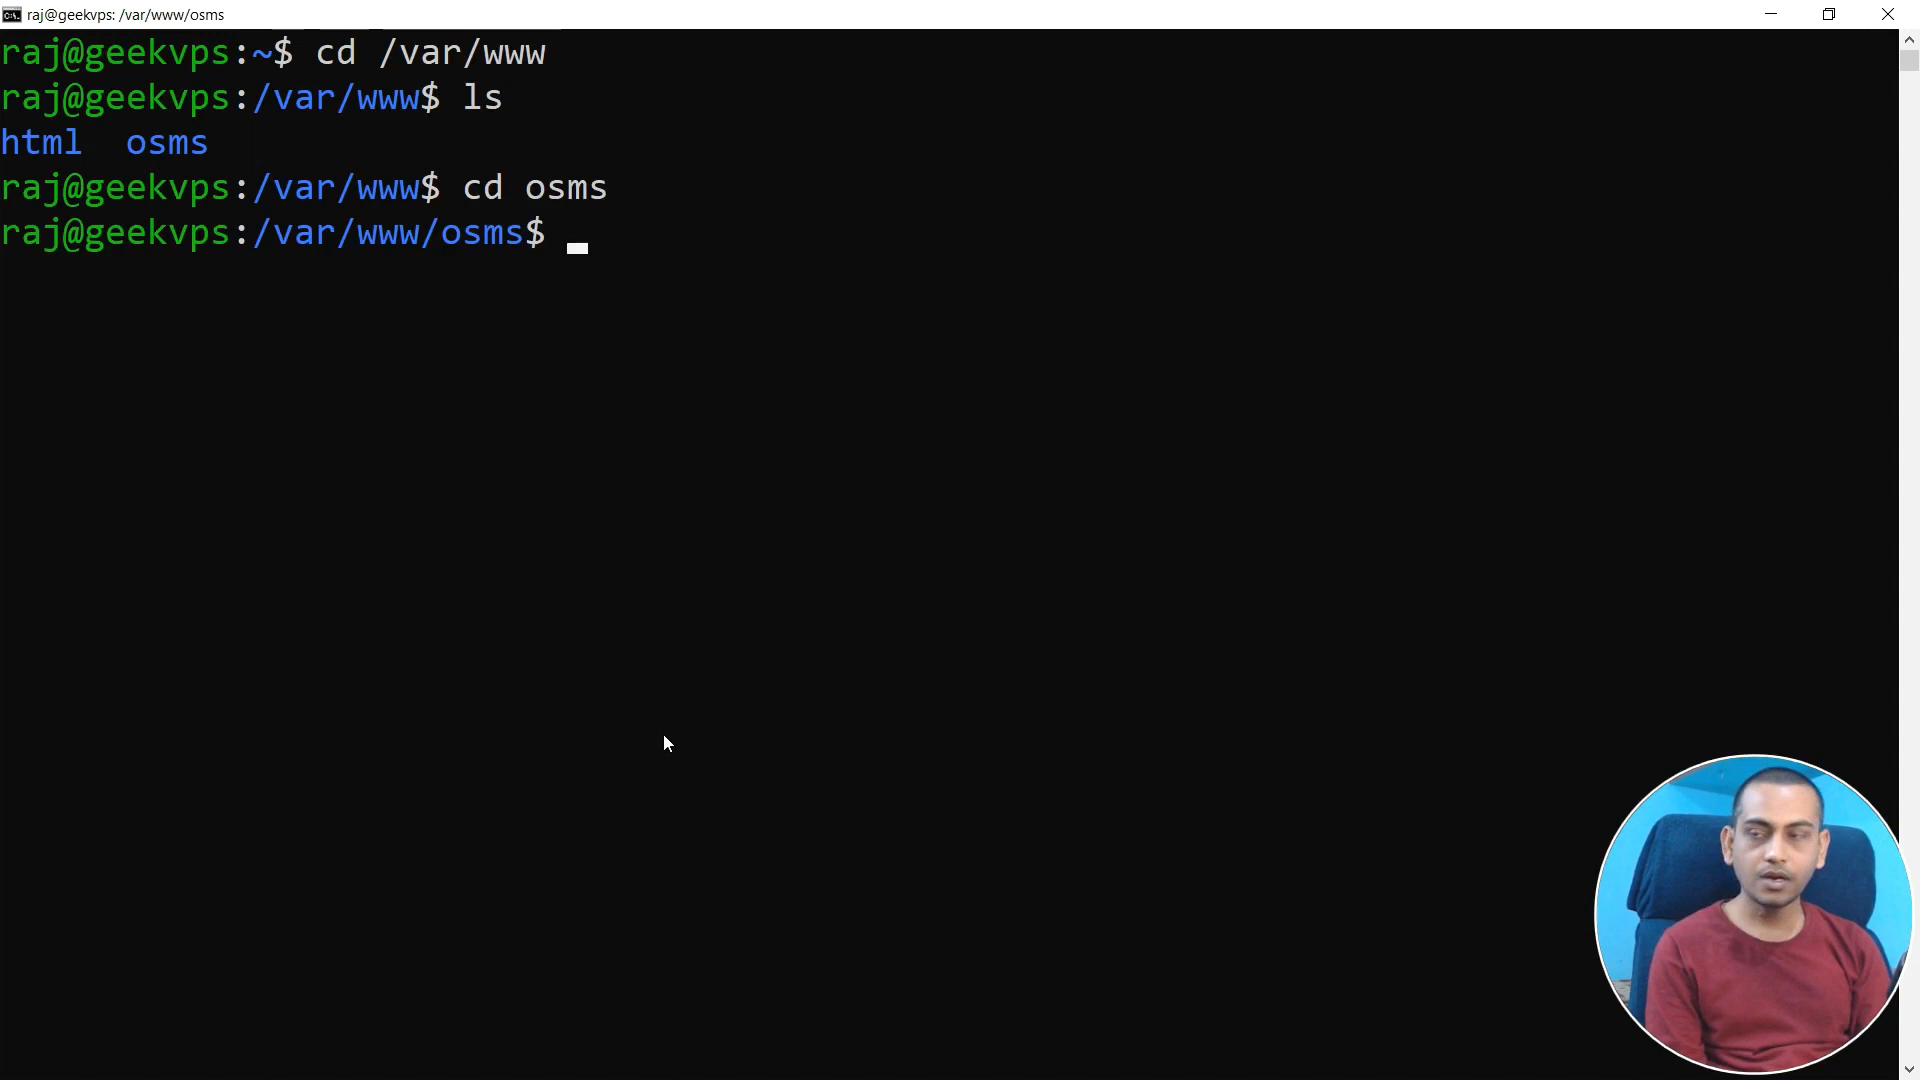 raj@geekvps: /var/www/osms
raj@geekvps:~$ cd /var/www
raj@geekvps:/var/www$ ls
html  osms
raj@geekvps:/var/www$ cd osms
raj@geekvps:/var/www/osms$